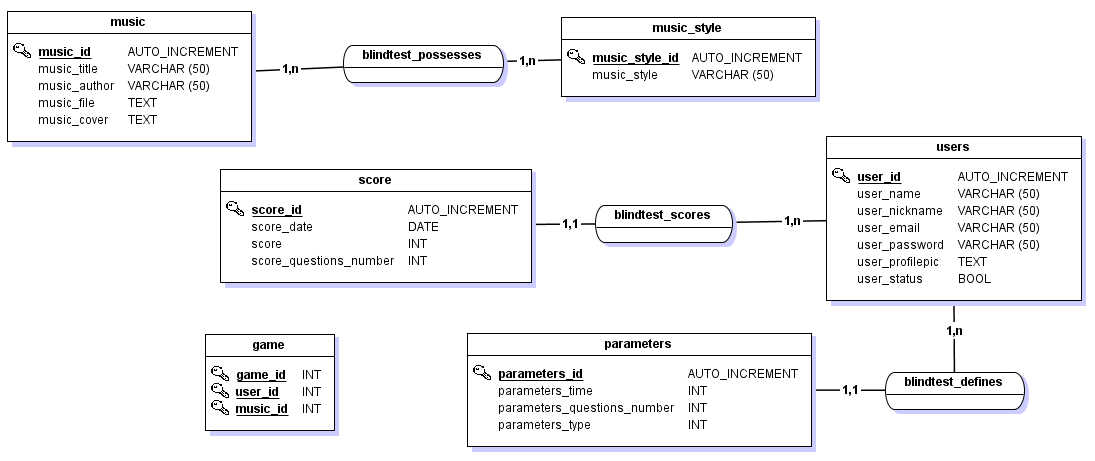 music
music_id AUTO_INCREMENT
music_title VARCHAR (50)
music_author VARCHAR (50)
music_file TEXT
music_cover TEXT
1,n
blindtest_possesses
1,n
music_style
music_style_id AUTO_INCREMENT
music_style VARCHAR (50)
users
user_id AUTO_INCREMENT
user_name VARCHAR (50)
user_nickname VARCHAR (50)
user_email VARCHAR (50)
user_password VARCHAR (50)
user_profilepic TEXT
user_status BOOL
score
score_id AUTO_INCREMENT
score_date DATE
score INT
score_questions_number INT
1,1
blindtest_scores
1,n
1,n
game
game_id INT
user_id INT
music_id INT
parameters
parameters_id AUTO_INCREMENT
parameters_time INT
parameters_questions_number INT
parameters_type INT
1,1
blindtest_defines